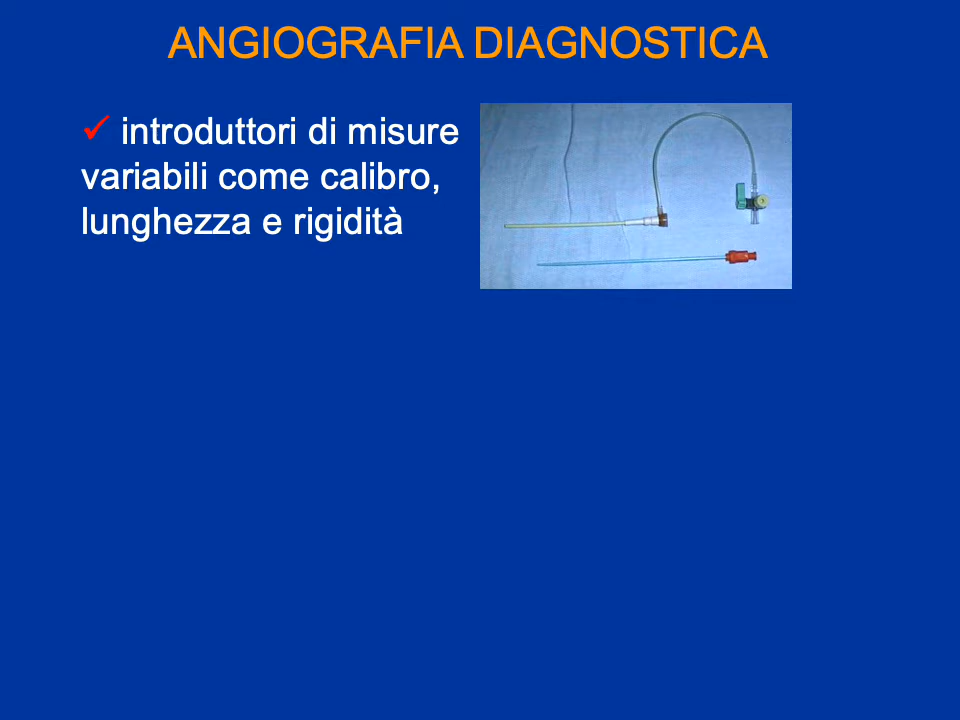 ANGIOGRAFIA DIAGNOSTICA
✓ introduttori di misure
variabili come calibro,
lunghezza e rigidità